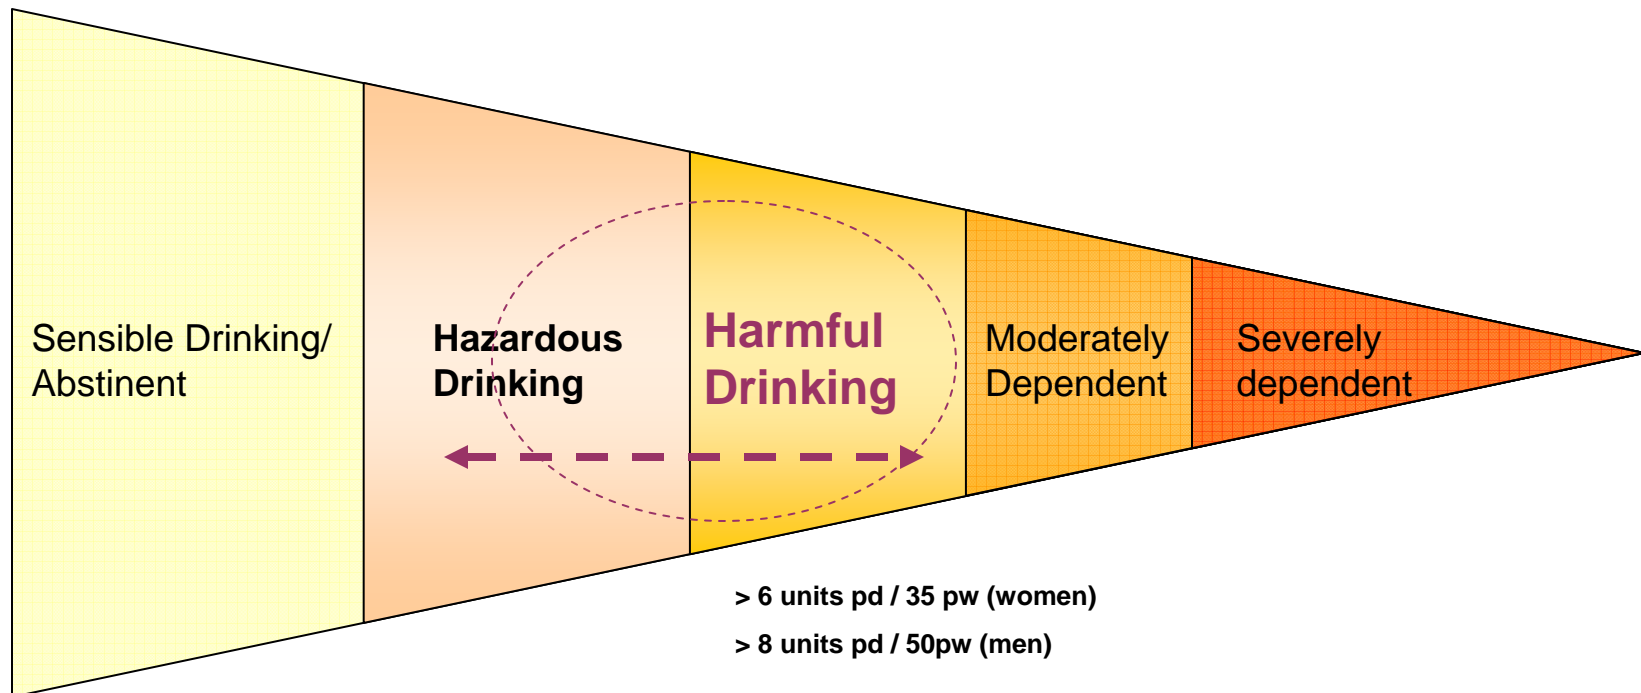 Sensible Drinking/
Abstinent
Hazardous
Drinking
Harmful
Drinking
Moderately
Dependent
Severely
dependent
> 6 units pd / 35 pw (women)
> 8 units pd / 50pw (men)